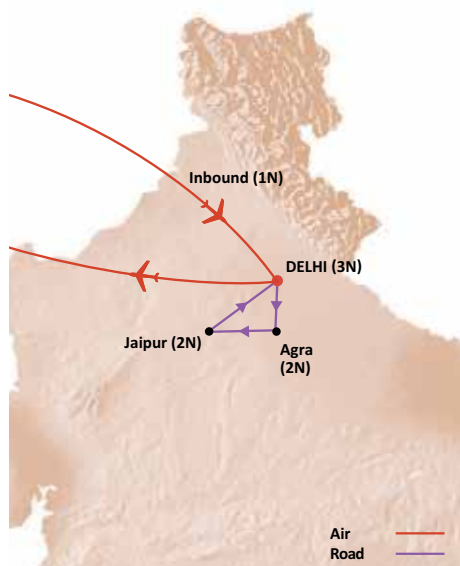 Inbound (1N)
DELHI (3N)
Jaipur (2N)
Agra
(2N)
Air
Road